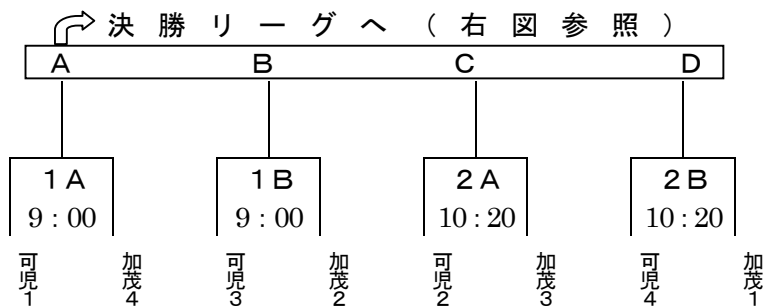 決勝リーグへ（右図参照）
A B C D
1A 1B 2A 2B
9:00 9:00 10:20 10:20
可児1 加茂4 可児3 加茂2 可児2 加茂3 可児4 加茂1